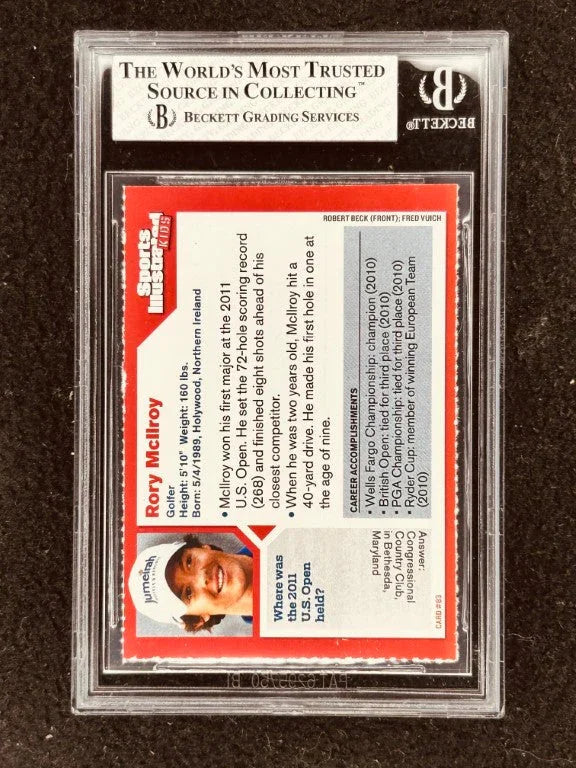 THE WORLD'S MOST TRUSTED
SOURCE IN COLLECTING™
B BECKETT GRADING SERVICES
B
BECKETT®
Sports
Illustrated
KIDS
ROBERT BECK (FRONT); FRED VUICH
Rory McIlroy
Golfer
Height: 5'10" Weight: 160 lbs.
Born: 5/4/1989, Holywood, Northern Ireland
• McIlroy won his first major at the 2011
U.S. Open. He set the 72-hole scoring record
(268) and finished eight shots ahead of his
closest competitor.
• When he was two years old, McIlroy hit a
40-yard drive. He made his first hole in one at
the age of nine.
CAREER ACCOMPLISHMENTS
• Wells Fargo Championship: champion (2010)
• British Open: tied for third place (2010)
• PGA Championship: tied for third place (2010)
• Ryder Cup: member of winning European Team
(2010)
Jumeirah
Where was
the 2011
U.S. Open
held?
Answer:
Congressional
Country Club,
in Bethesda,
Maryland
CARD #83